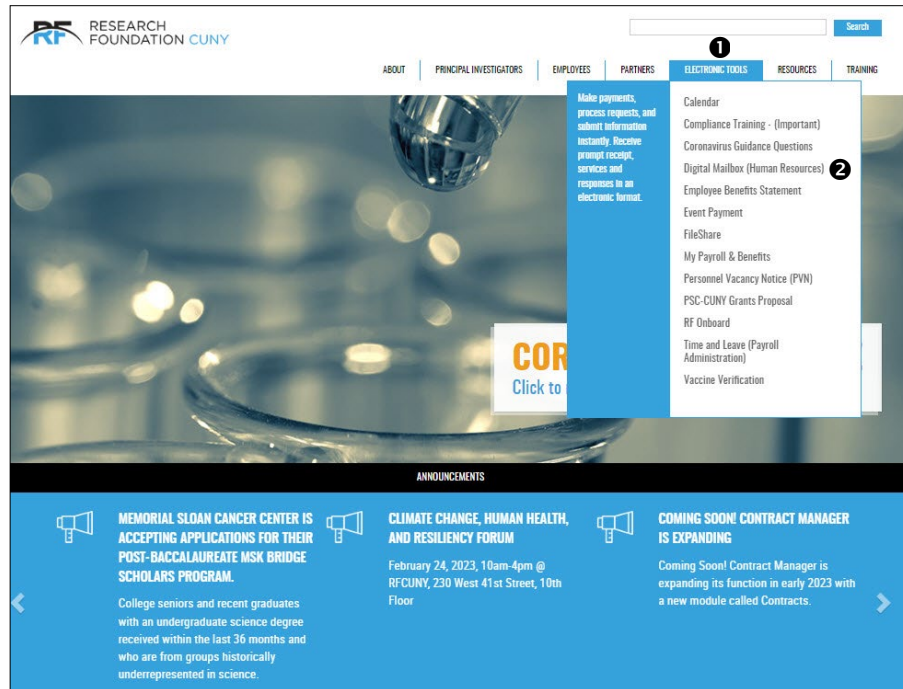 RESEARCH
FOUNDATION CUNY
Search
❶
ABOUT
PRINCIPAL INVESTIGATORS
EMPLOYEES
PARTNERS
ELECTRONIC TOOLS
RESOURCES
TRAINING
Make payments,
process requests, and
submit information
instantly. Receive
prompt receipt,
services and
responses in an
electronic format.
Calendar
Compliance Training - (Important)
Coronavirus Guidance Questions
Digital Mailbox (Human Resources) ❷
Employee Benefits Statement
Event Payment
FileShare
My Payroll & Benefits
Personnel Vacancy Notice (PVN)
PSC-CUNY Grants Proposal
RF Onboard
Time and Leave (Payroll
Administration)
Vaccine Verification
COR
Click to
ANNOUNCEMENTS
MEMORIAL SLOAN CANCER CENTER IS
ACCEPTING APPLICATIONS FOR THEIR
POST-BACCALAUREATE MSK BRIDGE
SCHOLARS PROGRAM.
College seniors and recent graduates
with an undergraduate science degree
received within the last 36 months and
who are from groups historically
underrepresented in science.
CLIMATE CHANGE, HUMAN HEALTH,
AND RESILIENCY FORUM
February 24, 2023, 10am-4pm @
RFCUNY, 230 West 41st Street, 10th
Floor
COMING SOON! CONTRACT MANAGER
IS EXPANDING
Coming Soon! Contract Manager is
expanding its function in early 2023 with
a new module called Contracts.